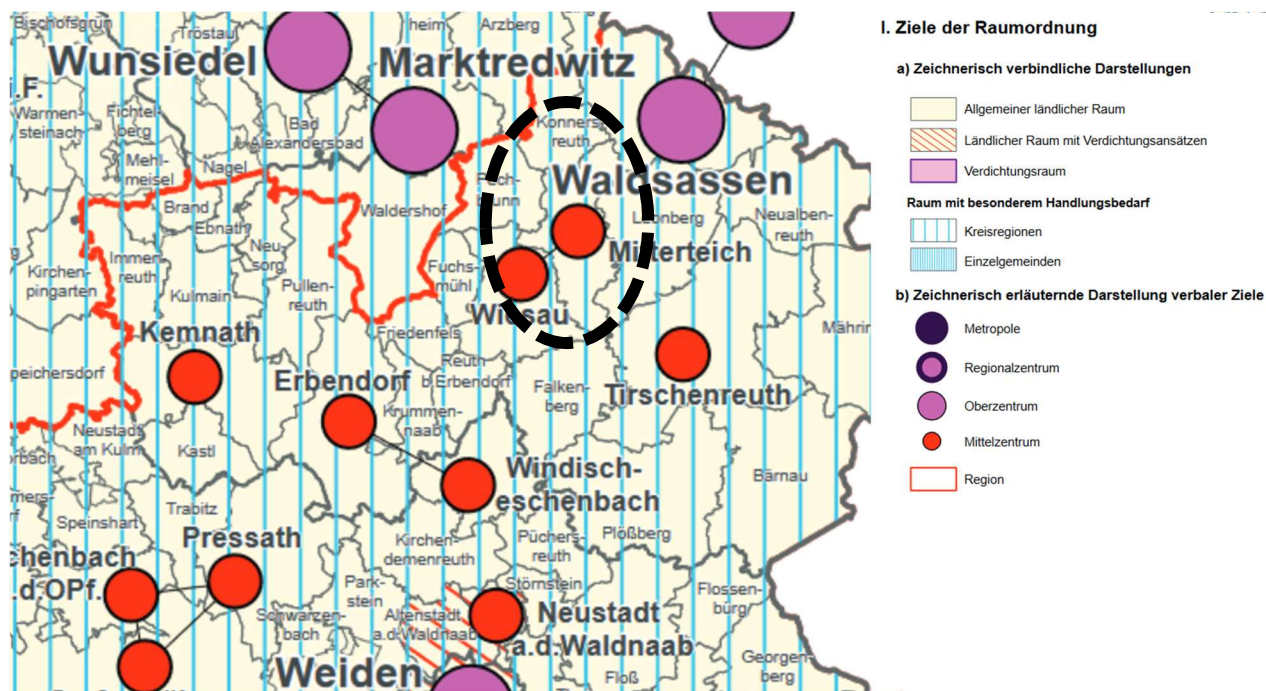 Bischofsgrün
Tröstau
heim
Arzberg
Wunsiedel
Marktredwitz
i.F.
Warmen-
steinach
Fichtel-
berg
Bad
Alexandersbad
Konners-
reuth
Mehl-
meisel
Nagel
Pech-
brunn
Waldsassen
Brand
Waldershof
Leonberg
Neualben-
reuth
Ebnath
Neu-
sorg
Mitterteich
Immen-
reuth
Kirchen-
pingarten
Fuchs-
mühl
Pullen-
reuth
Kulmain
Wiesau
Kemnath
Friedenfels
Mährin
peichersdorf
Erbendorf
Reuth
b.Erbendorf
Falken-
berg
Tirschenreuth
Krummen-
naab
Neustadt
am Kulm
Kastl
Windisch-
eschenbach
Bärnau
Speinshart
Trabitz
Pressath
Kirchen-
demenreuth
Püchers-
reuth
Plößberg
chenbach
.d.OPf.
Park-
stein
Störnstein
Flossen-
bürg
Schwarzen-
bach
Altenstadt
a.d.Waldnaab
Neustadt
a.d.Waldnaab
Weiden
Floß
Georgen-
berg
I. Ziele der Raumordnung
a) Zeichnerisch verbindliche Darstellungen
Allgemeiner ländlicher Raum
Ländlicher Raum mit Verdichtungsansätzen
Verdichtungsraum
Raum mit besonderem Handlungsbedarf
Kreisregionen
Einzelgemeinden
b) Zeichnerisch erläuternde Darstellung verbaler Ziele
Metropole
Regionalzentrum
Oberzentrum
Mittelzentrum
Region